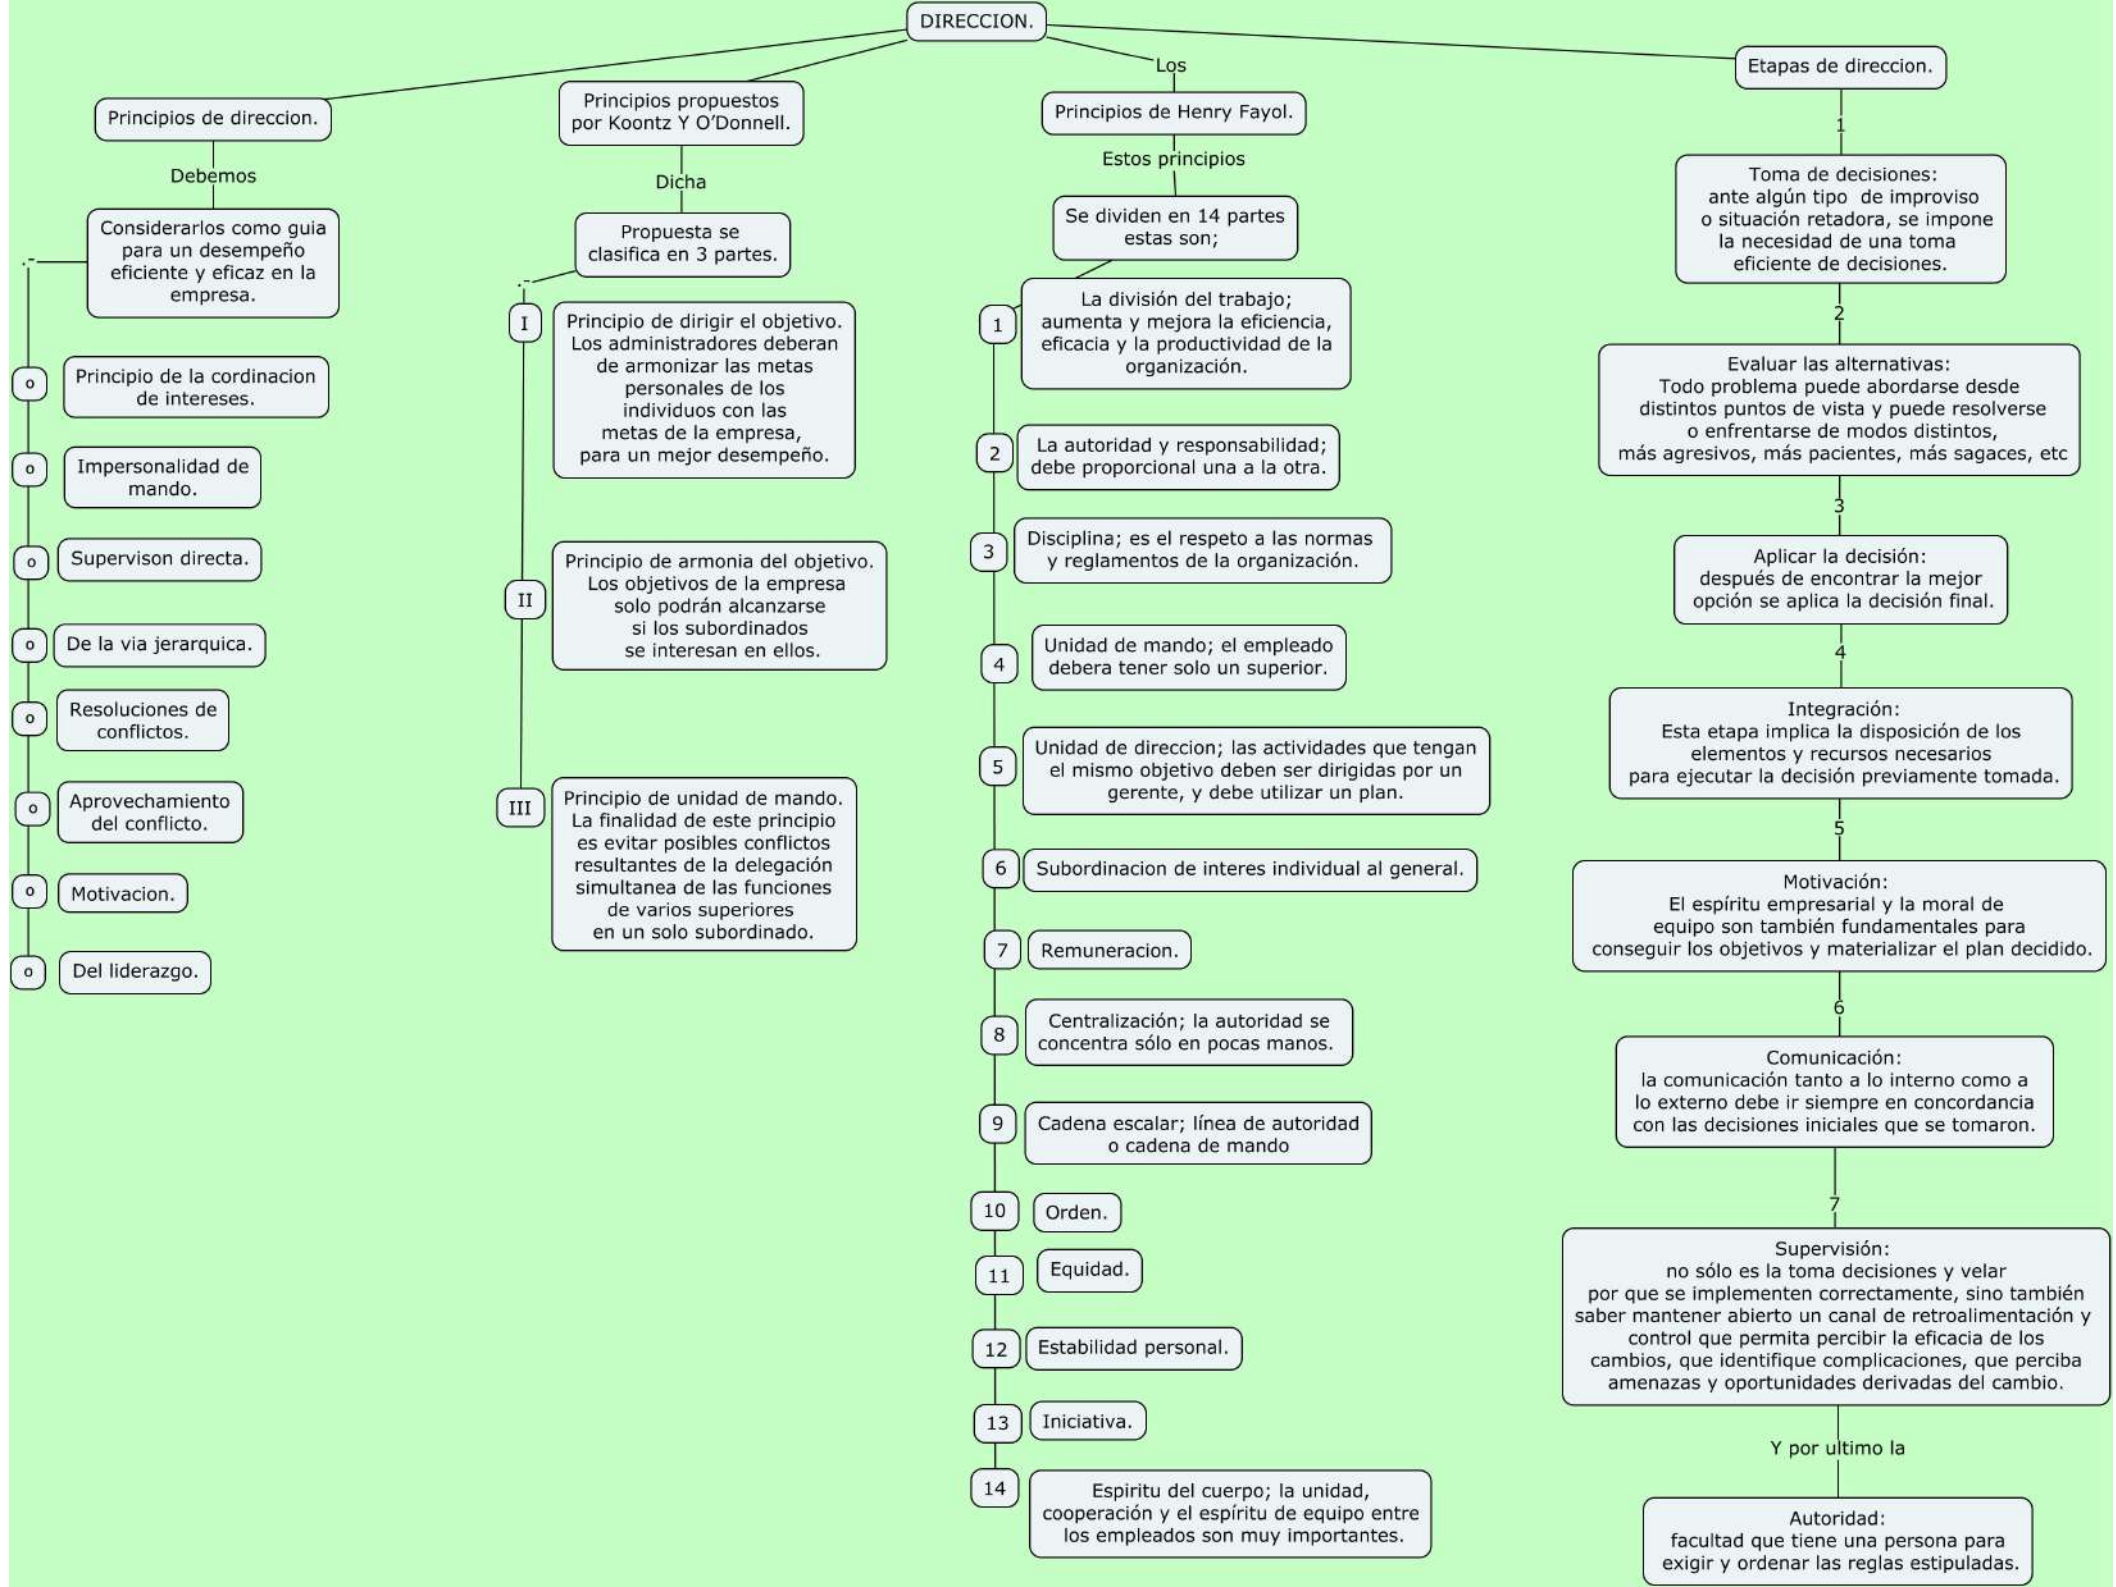 DIRECCION.
Principios de direccion.
Debemos
Considerarlos como guia
para un desempeño
eficiente y eficaz en la
empresa.
.-
o
Principio de la cordinacion
de intereses.
o
Impersonalidad de
mando.
o
Supervison directa.
o
De la via jerarquica.
o
Resoluciones de
conflictos.
o
Aprovechamiento
del conflicto.
o
Motivacion.
o
Del liderazgo.
Principios propuestos
por Koontz Y O’Donnell.
Dicha
Propuesta se
clasifica en 3 partes.
.-
I
Principio de dirigir el objetivo.
Los administradores deberan
de armonizar las metas
personales de los
individuos con las
metas de la empresa,
para un mejor desempeño.
II
Principio de armonia del objetivo.
Los objetivos de la empresa
solo podrán alcanzarse
si los subordinados
se interesan en ellos.
III
Principio de unidad de mando.
La finalidad de este principio
es evitar posibles conflictos
resultantes de la delegación
simultanea de las funciones
de varios superiores
en un solo subordinado.
Los
Principios de Henry Fayol.
Estos principios
Se dividen en 14 partes
estas son;
1
La división del trabajo;
aumenta y mejora la eficiencia,
eficacia y la productividad de la
organización.
2
La autoridad y responsabilidad;
debe proporcional una a la otra.
3
Disciplina; es el respeto a las normas
y reglamentos de la organización.
4
Unidad de mando; el empleado
debera tener solo un superior.
5
Unidad de direccion; las actividades que tengan
el mismo objetivo deben ser dirigidas por un
gerente, y debe utilizar un plan.
6
Subordinacion de interes individual al general.
7
Remuneracion.
8
Centralización; la autoridad se
concentra sólo en pocas manos.
9
Cadena escalar; línea de autoridad
o cadena de mando
10
Orden.
11
Equidad.
12
Estabilidad personal.
13
Iniciativa.
14
Espiritu del cuerpo; la unidad,
cooperación y el espíritu de equipo entre
los empleados son muy importantes.
Etapas de direccion.
1
Toma de decisiones:
ante algún tipo de improviso
o situación retadora, se impone
la necesidad de una toma
eficiente de decisiones.
2
Evaluar las alternativas:
Todo problema puede abordarse desde
distintos puntos de vista y puede resolverse
o enfrentarse de modos distintos,
más agresivos, más pacientes, más sagaces, etc
3
Aplicar la decisión:
después de encontrar la mejor
opción se aplica la decisión final.
4
Integración:
Esta etapa implica la disposición de los
elementos y recursos necesarios
para ejecutar la decisión previamente tomada.
5
Motivación:
El espíritu empresarial y la moral de
equipo son también fundamentales para
conseguir los objetivos y materializar el plan decidido.
6
Comunicación:
la comunicación tanto a lo interno como a
lo externo debe ir siempre en concordancia
con las decisiones iniciales que se tomaron.
7
Supervisión:
no sólo es la toma decisiones y velar
por que se implementen correctamente, sino también
saber mantener abierto un canal de retroalimentación y
control que permita percibir la eficacia de los
cambios, que identifique complicaciones, que perciba
amenazas y oportunidades derivadas del cambio.
Y por ultimo la
Autoridad:
facultad que tiene una persona para
exigir y ordenar las reglas estipuladas.